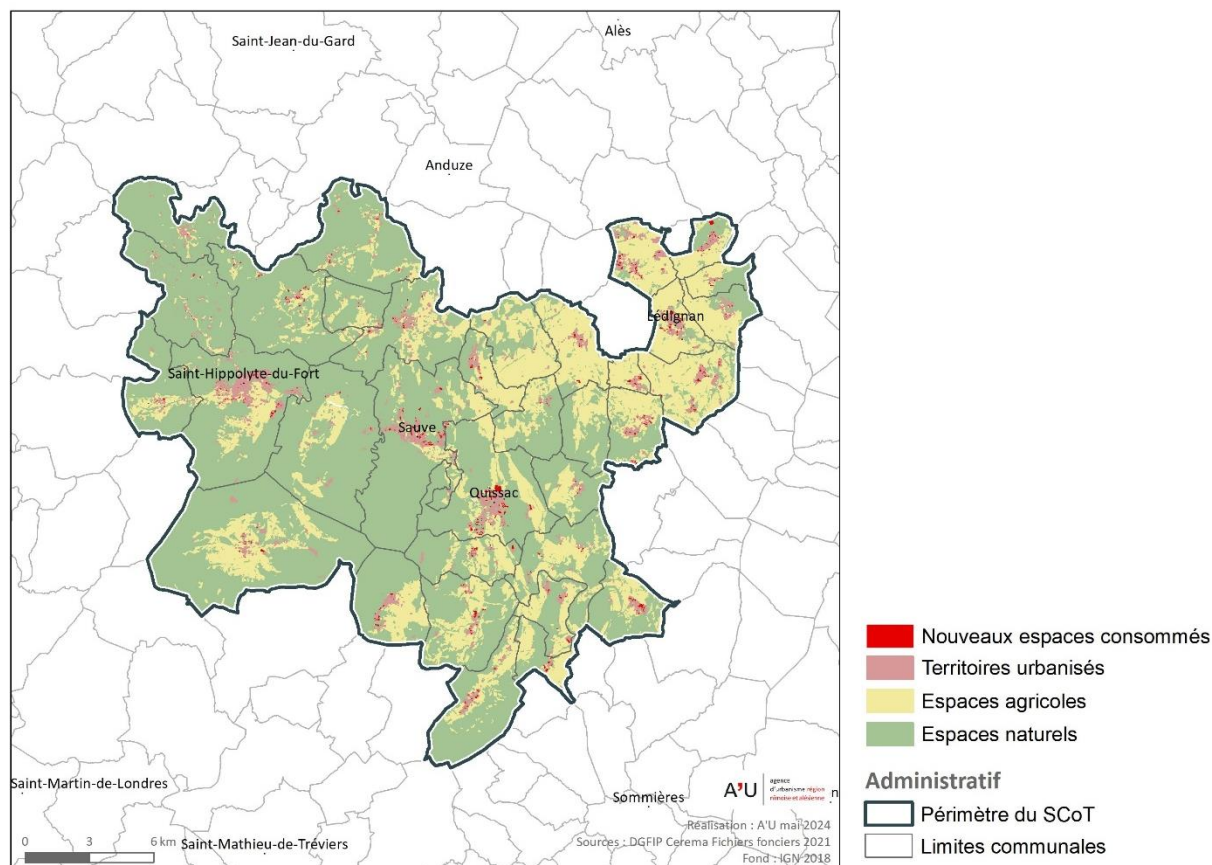 Alès
Saint-Jean-du-Gard
Anduze
Lédignan
Saint-Hippolyte-du-Fort
Sauve
Quissac
Nouveaux espaces consommés
Territoires urbanisés
Espaces agricoles
Espaces naturels
Administratif
Périmètre du SCoT
Limites communales
Saint-Martin-de-Londres
Sommières
A'U
agence
d'urbanisme région
nîmoise et alésienne
n
Réalisation : A'U mai 2024
Sources : DGFIP Cerema Fichiers fonciers 2021
Fond : IGN 2018
0 3 6 km
Saint-Mathieu-de-Tréviers